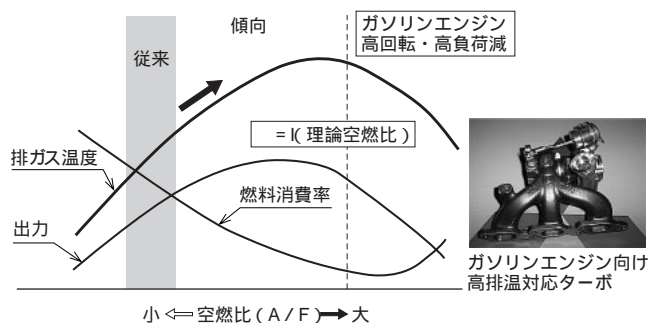 傾向
ガソリンエンジン
高回転・高負荷減
従来
=1(理論空燃比)
排ガス温度
燃料消費率
出力
ガソリンエンジン向け
高排温対応ターボ
小 ⇦ 空燃比(A/F) ➡ 大